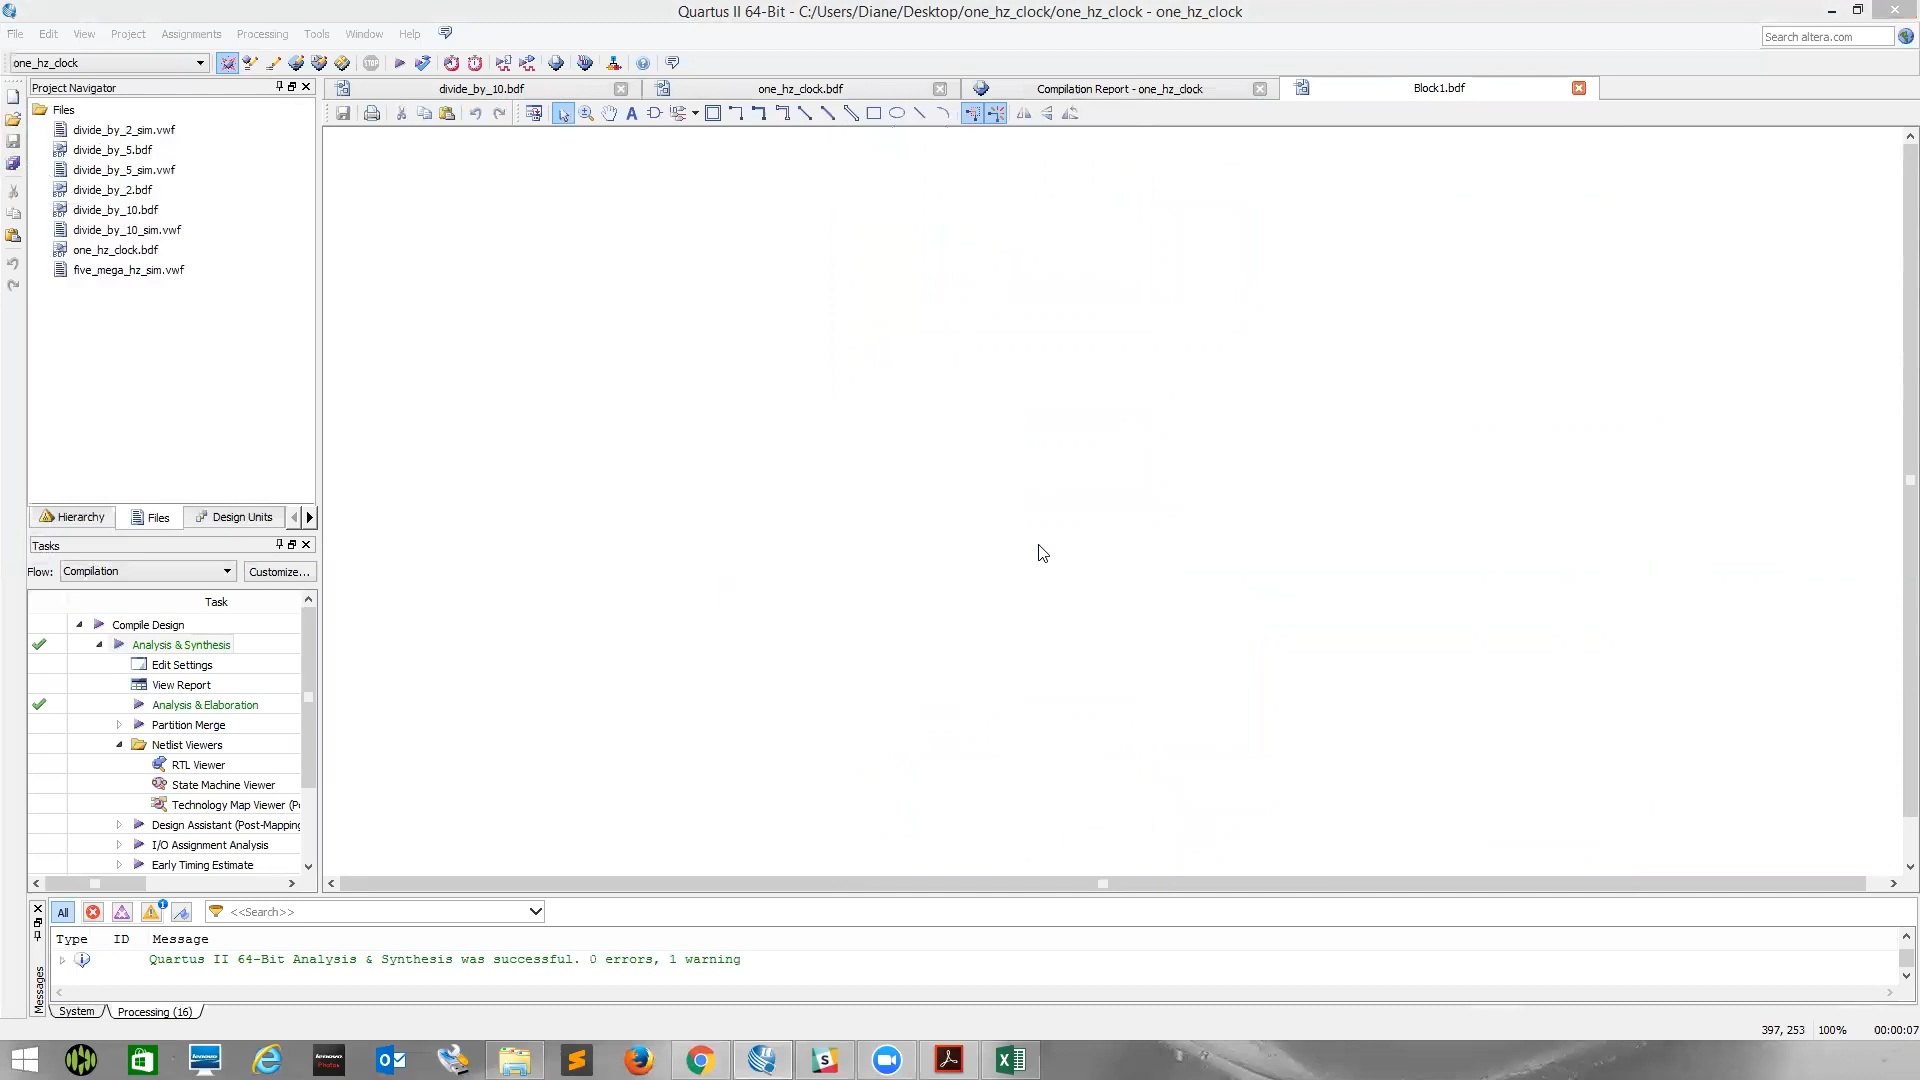 Quartus II 64-Bit - C:/Users/Diane/Desktop/one_hz_clock/one_hz_clock - one_hz_clock
File Edit View Project Assignments Processing Tools Window Help
Search altera.com
one_hz_clock
STOP
Project Navigator
divide_by_10.bdf
one_hz_clock.bdf
Compilation Report - one_hz_clock
Block1.bdf
Files
divide_by_2_sim.vwf
divide_by_5.bdf
divide_by_5_sim.vwf
divide_by_2.bdf
divide_by_10.bdf
divide_by_10_sim.vwf
one_hz_clock.bdf
five_mega_hz_sim.vwf
Hierarchy Files Design Units
Tasks
Flow: Compilation Customize...
Task
Compile Design
Analysis & Synthesis
Edit Settings
View Report
Analysis & Elaboration
Partition Merge
Netlist Viewers
RTL Viewer
State Machine Viewer
Technology Map Viewer (P
Design Assistant (Post-Mapping
I/O Assignment Analysis
Early Timing Estimate
All <<Search>>
Type ID Message
Quartus II 64-Bit Analysis & Synthesis was successful. 0 errors, 1 warning
Messages
System Processing (16)
397, 253 100% 00:00:07